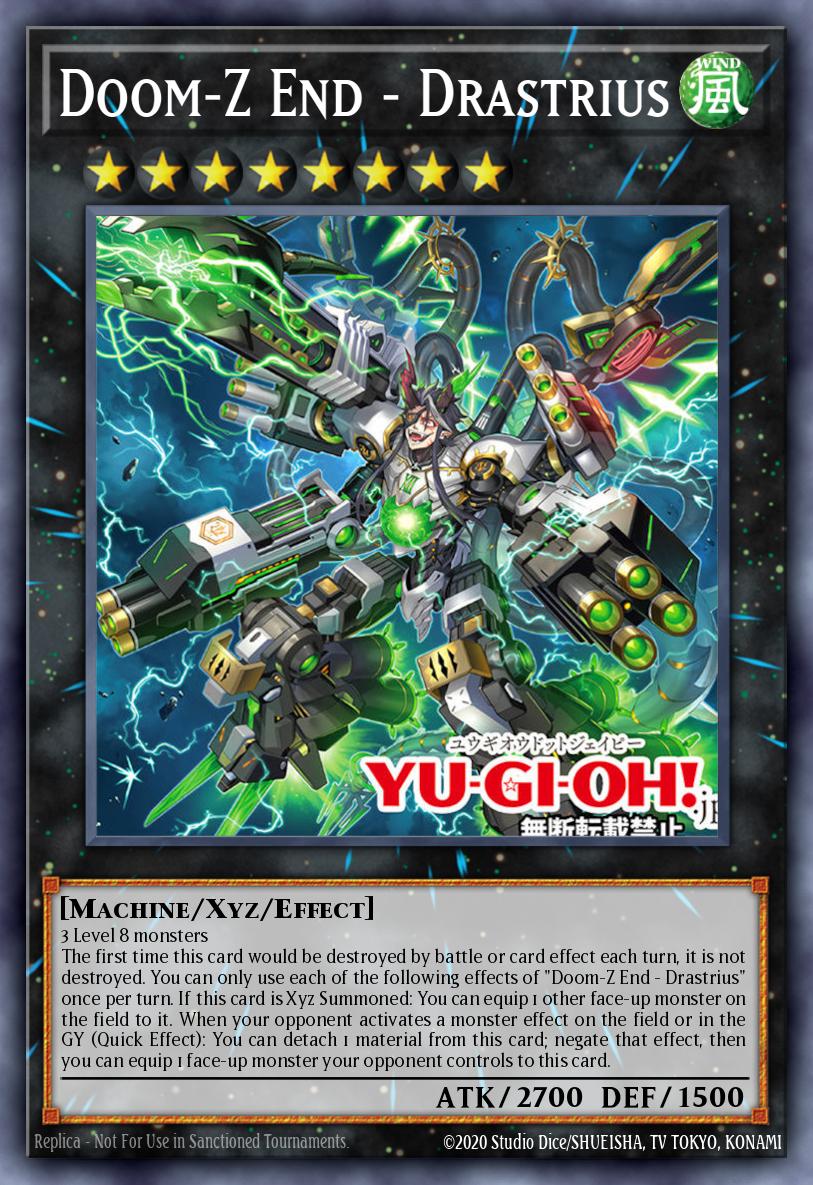 Doom-Z End - Drastrius
WIND
風
ユウギオウドットジェイピー
YU-GI-OH!
.jp
無断転載禁止
[Machine/Xyz/Effect]
3 Level 8 monsters
The first time this card would be destroyed by battle or card effect each turn, it is not
destroyed. You can only use each of the following effects of "Doom-Z End - Drastrius"
once per turn. If this card is Xyz Summoned: You can equip 1 other face-up monster on
the field to it. When your opponent activates a monster effect on the field or in the
GY (Quick Effect): You can detach 1 material from this card; negate that effect, then
you can equip 1 face-up monster your opponent controls to this card.
ATK/2700 DEF/1500
Replica - Not For Use in Sanctioned Tournaments.
©2020 Studio Dice/SHUEISHA, TV TOKYO, KONAMI